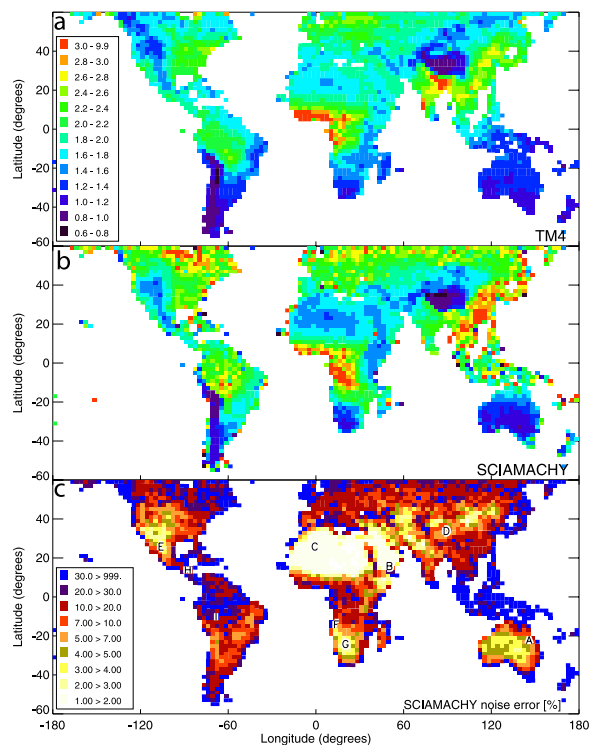 a
60
40
20
0
-20
-40
-60
Latitude (degrees)
3.0 - 9.9
2.8 - 3.0
2.6 - 2.8
2.4 - 2.6
2.2 - 2.4
2.0 - 2.2
1.8 - 2.0
1.6 - 1.8
1.4 - 1.6
1.2 - 1.4
1.0 - 1.2
0.8 - 1.0
0.6 - 0.8
TM4
b
40
20
0
-20
-40
-60
Latitude (degrees)
SCIAMACHY
c
40
20
0
-20
-40
-60
Latitude (degrees)
E
H
C
B
D
F
G
A
30.0 > 999.
20.0 > 30.0
10.0 > 20.0
7.00 > 10.0
5.00 > 7.00
4.00 > 5.00
3.00 > 4.00
2.00 > 3.00
1.00 > 2.00
SCIAMACHY noise error [%]
-180 -120 -60 0 60 120 180
Longitude (degrees)